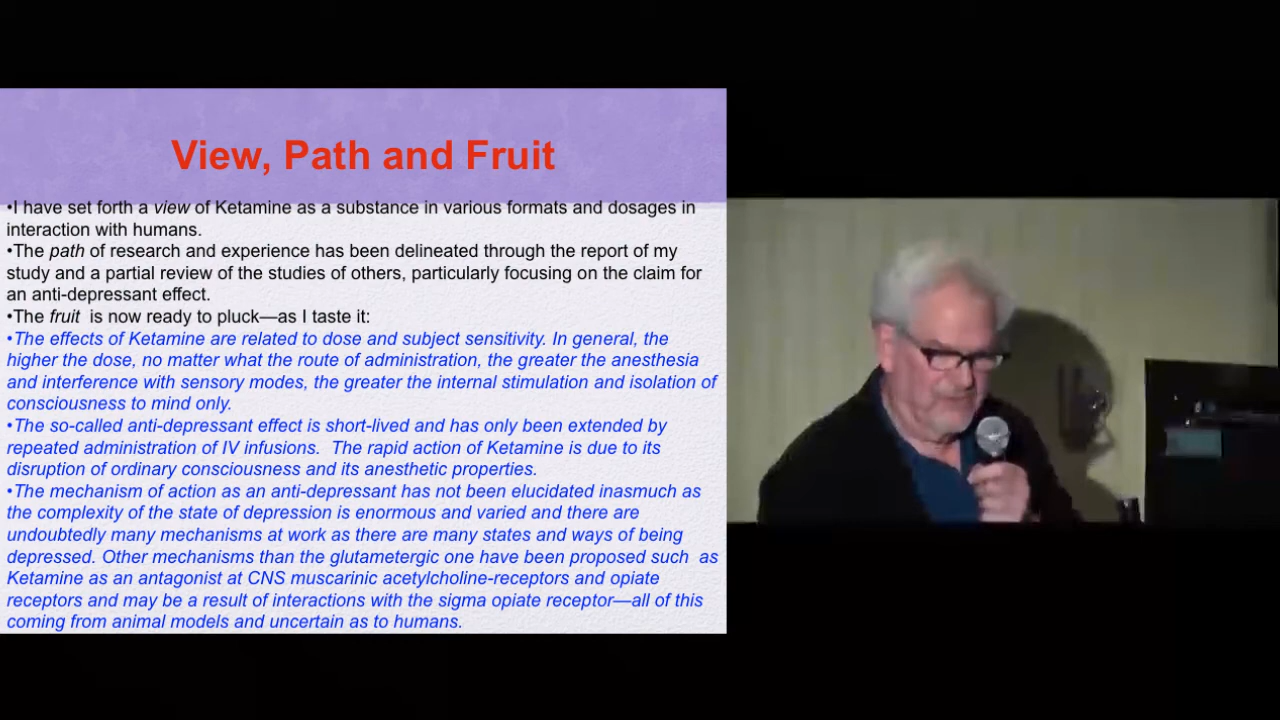 View, Path and Fruit
•I have set forth a view of Ketamine as a substance in various formats and dosages in
interaction with humans.
•The path of research and experience has been delineated through the report of my
study and a partial review of the studies of others, particularly focusing on the claim for
an anti-depressant effect.
•The fruit  is now ready to pluck—as I taste it:
•The effects of Ketamine are related to dose and subject sensitivity. In general, the
higher the dose, no matter what the route of administration, the greater the anesthesia
and interference with sensory modes, the greater the internal stimulation and isolation of
consciousness to mind only.
•The so-called anti-depressant effect is short-lived and has only been extended by
repeated administration of IV infusions.  The rapid action of Ketamine is due to its
disruption of ordinary consciousness and its anesthetic properties.
•The mechanism of action as an anti-depressant has not been elucidated inasmuch as
the complexity of the state of depression is enormous and varied and there are
undoubtedly many mechanisms at work as there are many states and ways of being
depressed. Other mechanisms than the glutametergic one have been proposed such  as
Ketamine as an antagonist at CNS muscarinic acetylcholine-receptors and opiate
receptors and may be a result of interactions with the sigma opiate receptor—all of this
coming from animal models and uncertain as to humans.